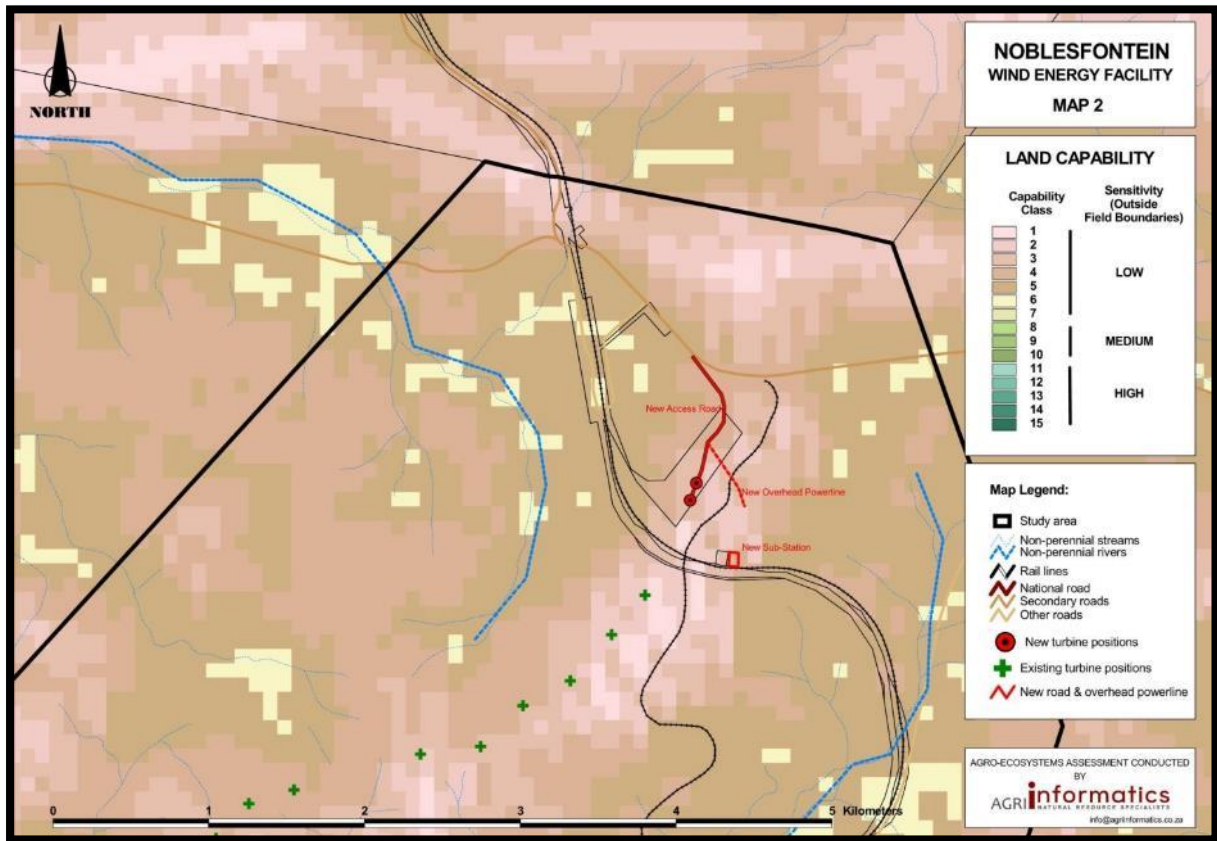 NORTH
New Access Road
New Overhead Powerline
New Sub-Station
0 1 2 3 4 5 Kilometers
NOBLESFONTEIN
WIND ENERGY FACILITY
MAP 2
LAND CAPABILITY
Capability
Class
Sensitivity
(Outside
Field Boundaries)
1
2
3
4
5
6
7
LOW
8
9
10
MEDIUM
11
12
13
14
15
HIGH
Map Legend:
Study area
Non-perennial streams
Non-perennial rivers
Rail lines
National road
Secondary roads
Other roads
New turbine positions
Existing turbine positions
New road & overhead powerline
AGRO-ECOSYSTEMS ASSESSMENT CONDUCTED
BY
AGRI informatics
NATURAL RESOURCE SPECIALISTS
info@agriinformatics.co.za